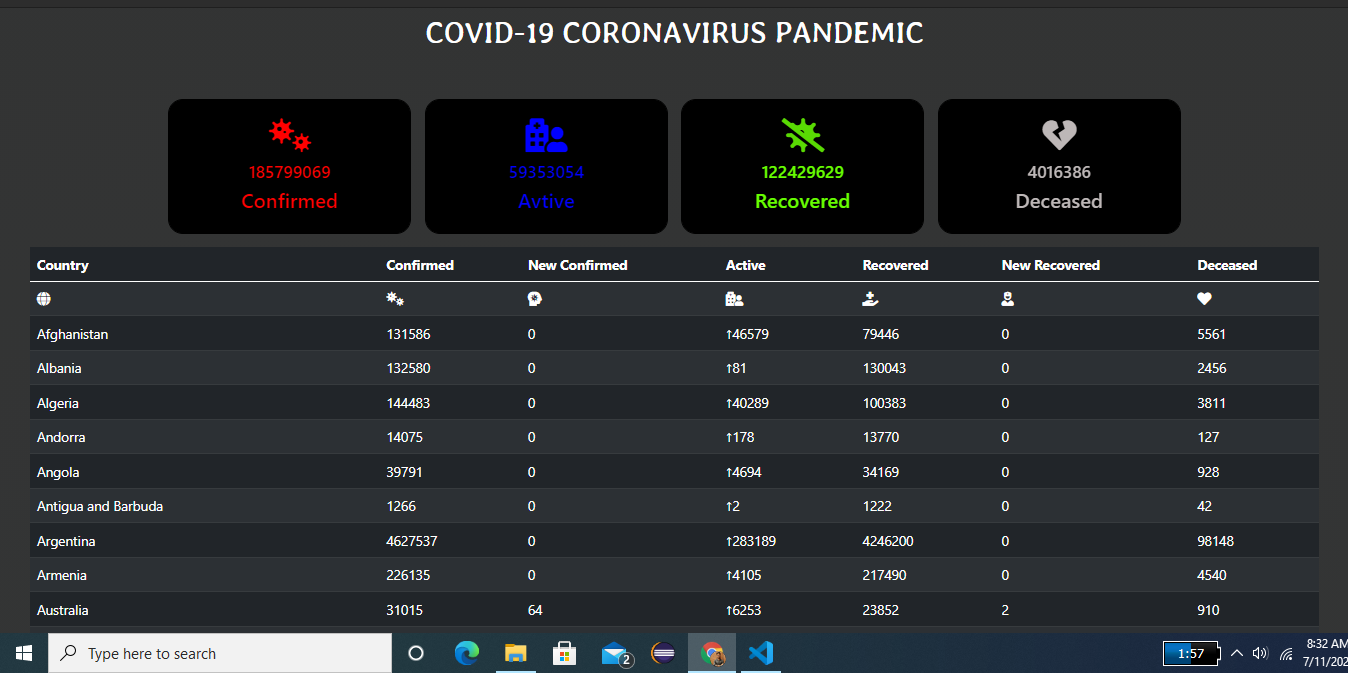 COVID-19 CORONAVIRUS PANDEMIC
185799069 59353054 122429629 4016386
Confirmed Avtive Recovered Deceased
Country Confirmed New Confirmed Active Recovered New Recovered Deceased
Afghanistan 131586 0 ↑46579 79446 0 5561
Albania 132580 0 ↑81 130043 0 2456
Algeria 144483 0 ↑40289 100383 0 3811
Andorra 14075 0 ↑178 13770 0 127
Angola 39791 0 ↑4694 34169 0 928
Antigua and Barbuda 1266 0 ↑2 1222 0 42
Argentina 4627537 0 ↑283189 4246200 0 98148
Armenia 226135 0 ↑4105 217490 0 4540
Australia 31015 64 ↑6253 23852 2 910
Type here to search 2 1:57 8:32 AM
7/11/202